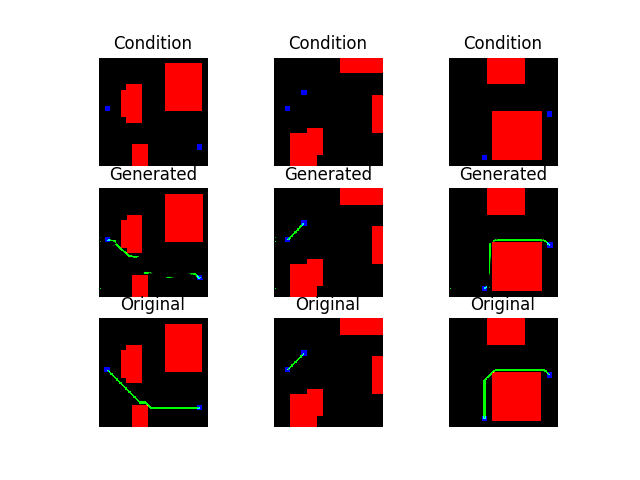 Condition
Condition
Condition
Generated
Generated
Generated
Original
Original
Original